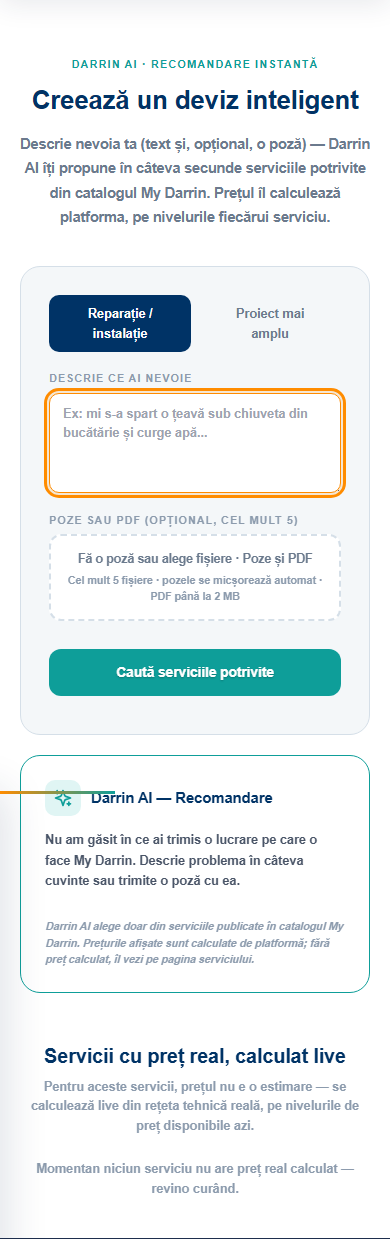 DARRIN AI · RECOMANDARE INSTANTĂ
Creează un deviz inteligent
Descrie nevoia ta (text și, opțional, o poză) — Darrin
AI îți propune în câteva secunde serviciile potrivite
din catalogul My Darrin. Prețul îl calculează
platforma, pe nivelurile fiecărui serviciu.
Reparație /
instalație
Proiect mai
amplu
DESCRIE CE AI NEVOIE
Ex: mi s-a spart o țeavă sub chiuveta din
bucătărie și curge apă...
POZE SAU PDF (OPȚIONAL, CEL MULT 5)
Fă o poză sau alege fișiere · Poze și PDF
Cel mult 5 fișiere · pozele se micșorează automat ·
PDF până la 2 MB
Caută serviciile potrivite
Darrin AI — Recomandare
Nu am găsit în ce ai trimis o lucrare pe care o
face My Darrin. Descrie problema în câteva
cuvinte sau trimite o poză cu ea.
Darrin AI alege doar din serviciile publicate în catalogul My
Darrin. Prețurile afișate sunt calculate de platformă; fără
preț calculat, îl vezi pe pagina serviciului.
Servicii cu preț real, calculat live
Pentru aceste servicii, prețul nu e o estimare — se
calculează live din rețeta tehnică reală, pe nivelurile de
preț disponibile azi.
Momentan niciun serviciu nu are preț real calculat —
revino curând.